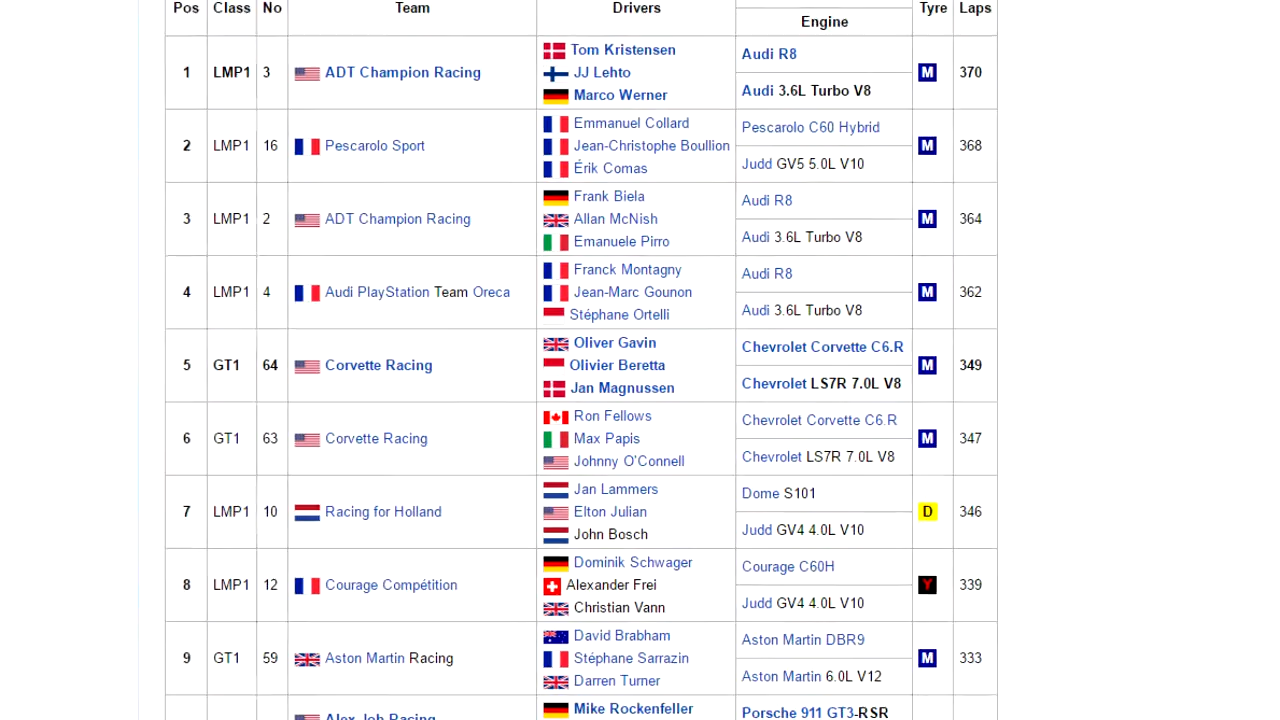 Pos Class No Team Drivers Tyre Laps
Engine
1 LMP1 3 ADT Champion Racing Tom Kristensen Audi R8 M 370
JJ Lehto
Marco Werner Audi 3.6L Turbo V8
2 LMP1 16 Pescarolo Sport Emmanuel Collard Pescarolo C60 Hybrid M 368
Jean-Christophe Boullion
Érik Comas Judd GV5 5.0L V10
3 LMP1 2 ADT Champion Racing Frank Biela Audi R8 M 364
Allan McNish
Emanuele Pirro Audi 3.6L Turbo V8
4 LMP1 4 Audi PlayStation Team Oreca Franck Montagny Audi R8 M 362
Jean-Marc Gounon
Stéphane Ortelli Audi 3.6L Turbo V8
5 GT1 64 Corvette Racing Oliver Gavin Chevrolet Corvette C6.R M 349
Olivier Beretta
Jan Magnussen Chevrolet LS7R 7.0L V8
6 GT1 63 Corvette Racing Ron Fellows Chevrolet Corvette C6.R M 347
Max Papis
Johnny O'Connell Chevrolet LS7R 7.0L V8
7 LMP1 10 Racing for Holland Jan Lammers Dome S101 D 346
Elton Julian
John Bosch Judd GV4 4.0L V10
8 LMP1 12 Courage Compétition Dominik Schwager Courage C60H Y 339
Alexander Frei
Christian Vann Judd GV4 4.0L V10
9 GT1 59 Aston Martin Racing David Brabham Aston Martin DBR9 M 333
Stéphane Sarrazin
Darren Turner Aston Martin 6.0L V12
Alex Job Racing Mike Rockenfeller Porsche 911 GT3-RSR